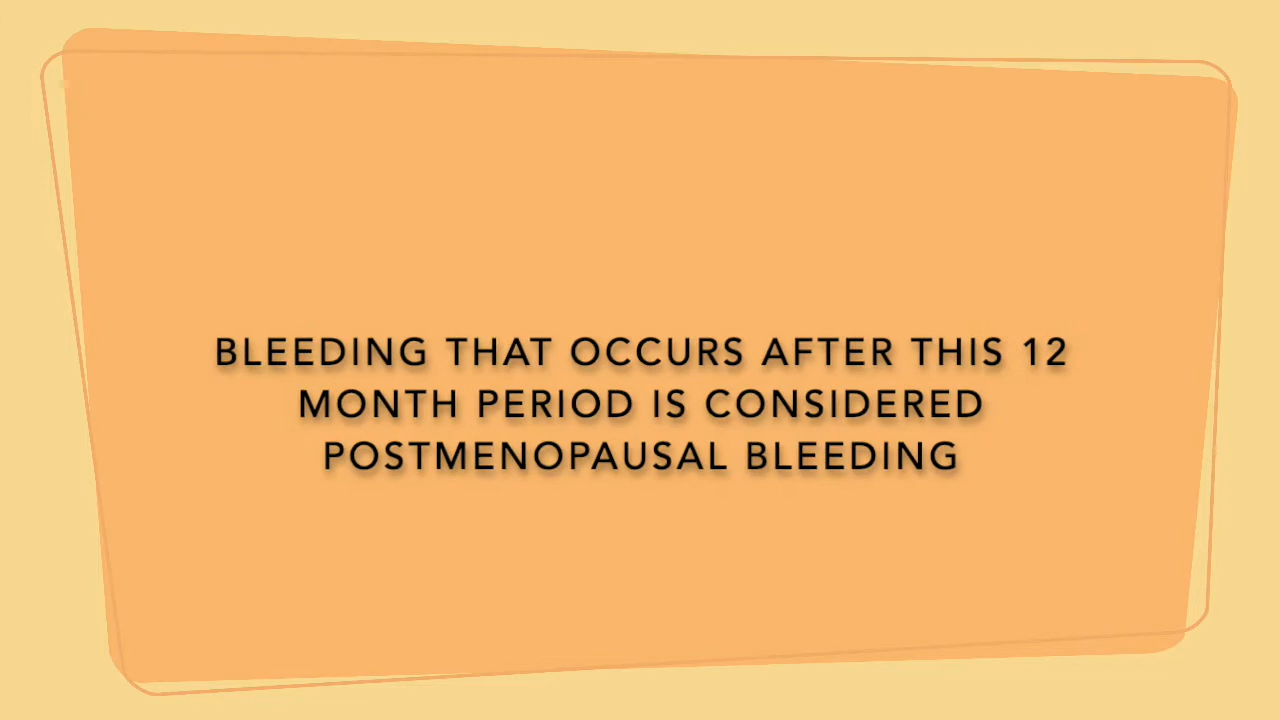 BLEEDING THAT OCCURS AFTER THIS 12
MONTH PERIOD IS CONSIDERED
POSTMENOPAUSAL BLEEDING